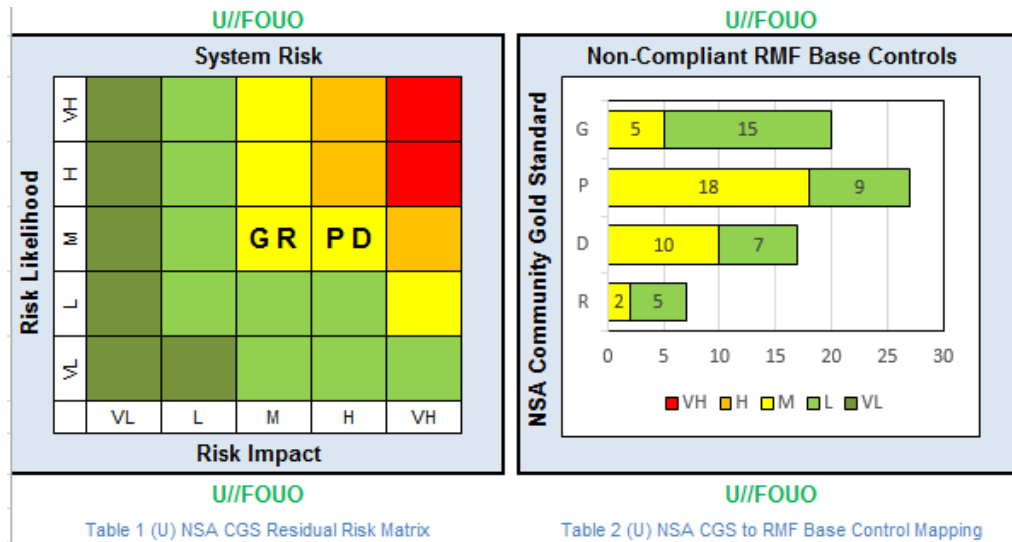 U//FOUO
System Risk
Risk Likelihood
VH
H
M
G R
P D
L
VL
VL
L
M
H
VH
Risk Impact
U//FOUO
Table 1 (U) NSA CGS Residual Risk Matrix
U//FOUO
Non-Compliant RMF Base Controls
NSA Community Gold Standard
G
5
15
P
18
9
D
10
7
R
2
5
0
5
10
15
20
25
30
VH
H
M
L
VL
U//FOUO
Table 2 (U) NSA CGS to RMF Base Control Mapping